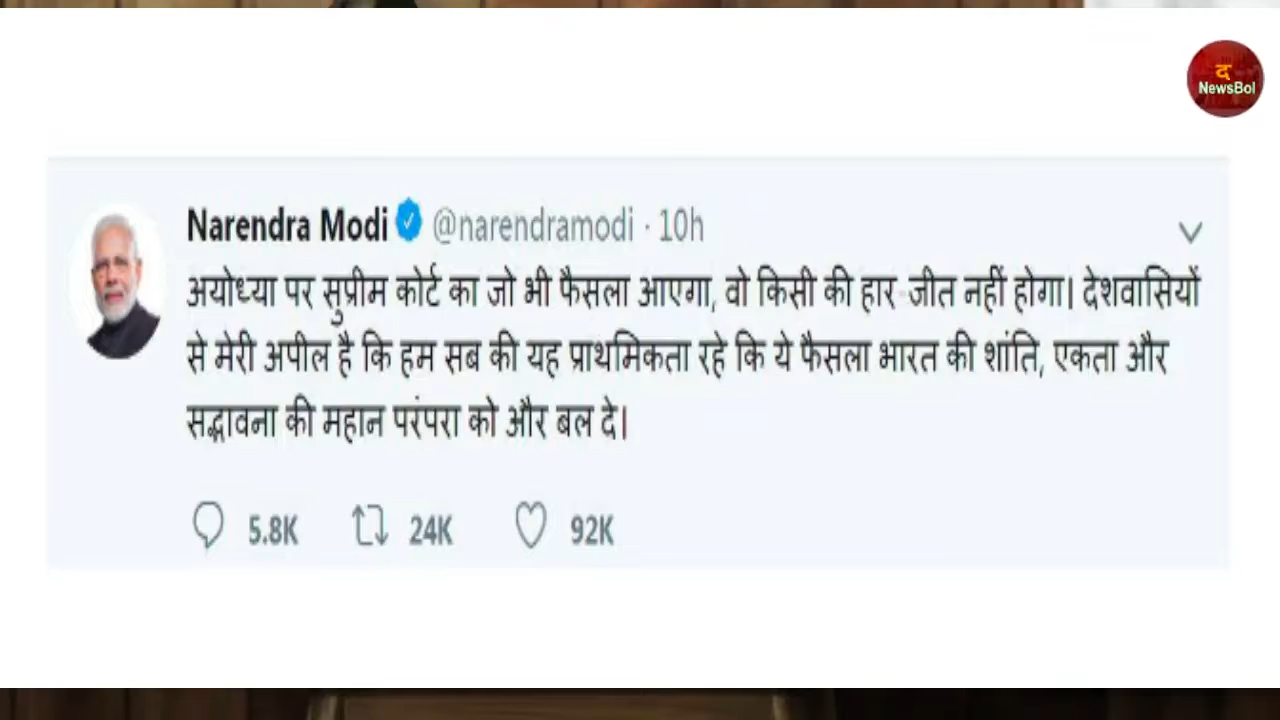 द
NewsBol
Narendra Modi @narendramodi · 10h
अयोध्या पर सुप्रीम कोर्ट का जो भी फैसला आएगा, वो किसी की हार-जीत नहीं होगा। देशवासियों
से मेरी अपील है कि हम सब की यह प्राथमिकता रहे कि ये फैसला भारत की शांति, एकता और
सद्भावना की महान परंपरा को और बल दे।
5.8K 24K 92K